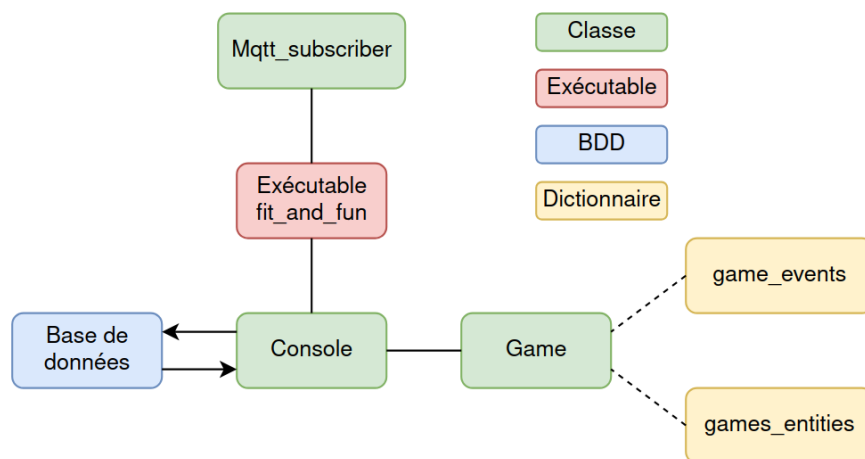 Mqtt_subscriber
Classe
Exécutable
BDD
Dictionnaire
Exécutable
fit_and_fun
game_events
Base de
données
Console
Game
games_entities